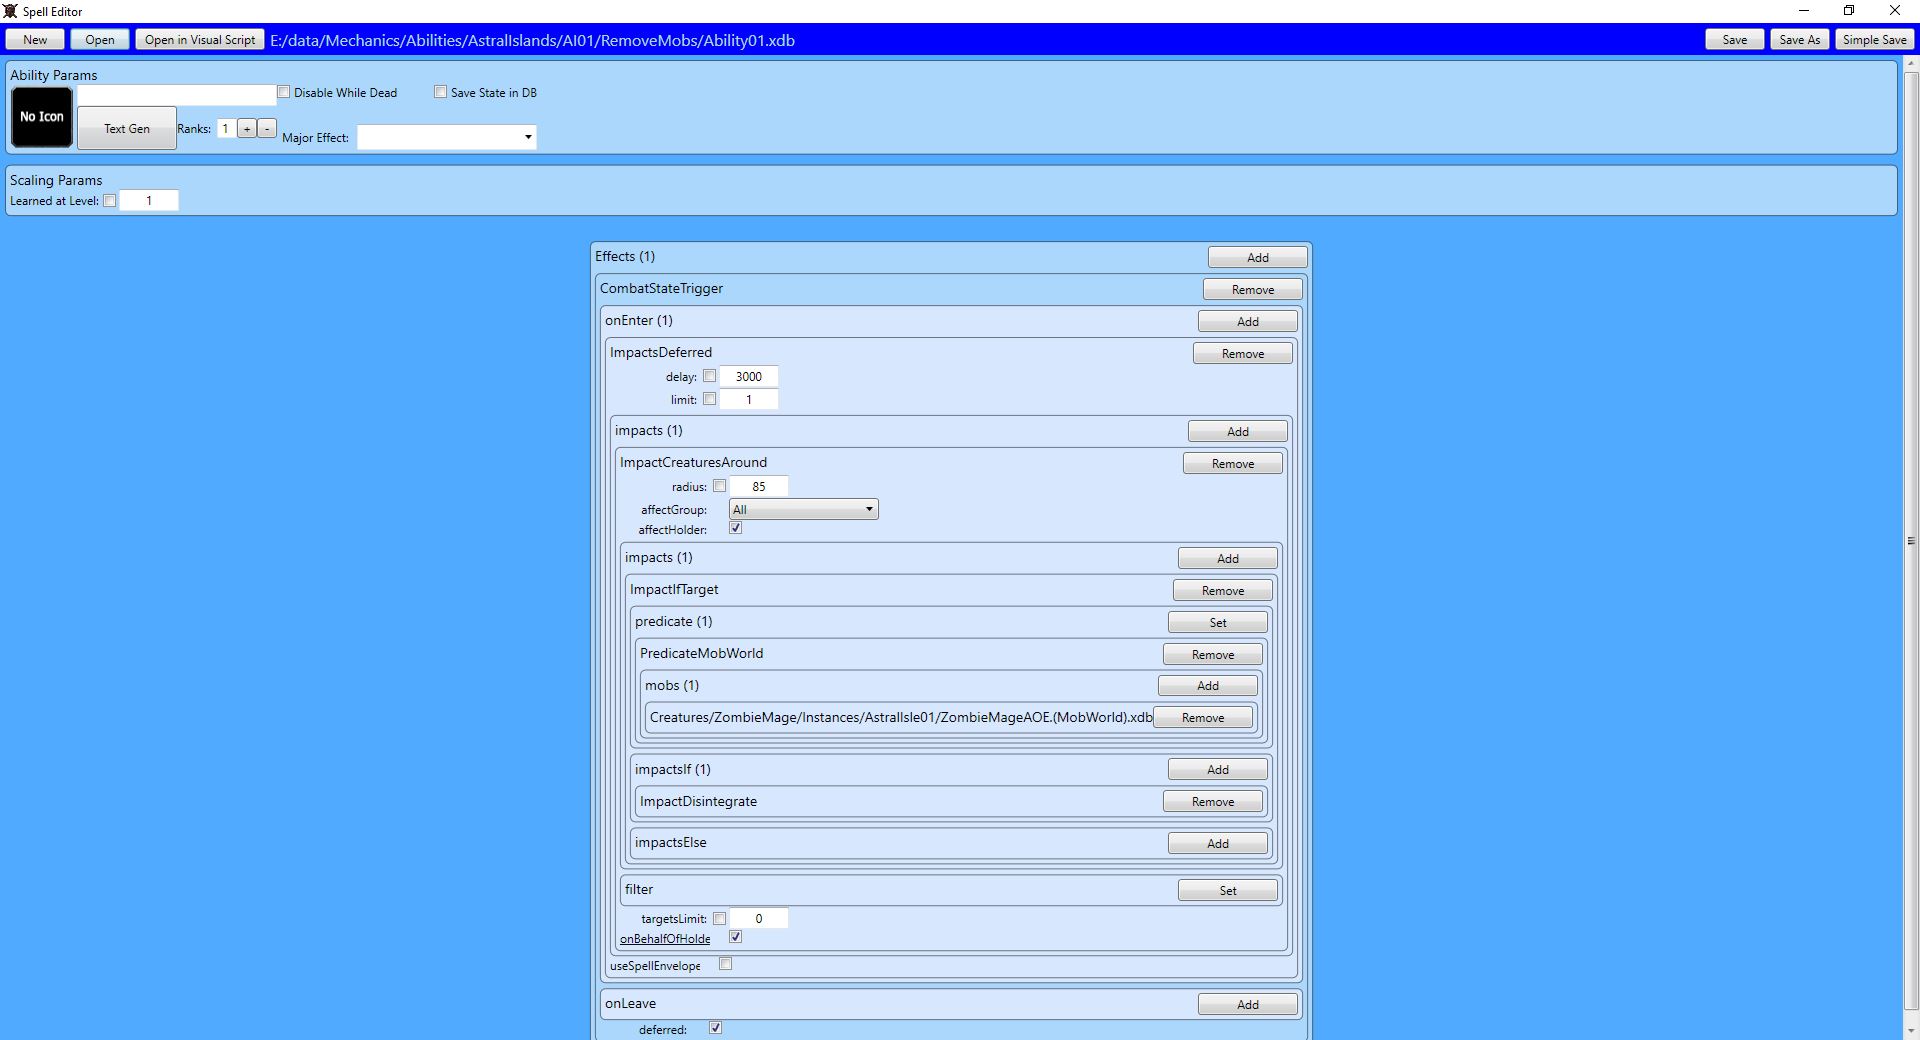 Spell Editor
New Open Open in Visual Script E:/data/Mechanics/Abilities/AstralIslands/AI01/RemoveMobs/Ability01.xdb Save Save As Simple Save
Ability Params
No Icon
Disable While Dead Save State in DB
Text Gen Ranks: 1 + - Major Effect:
Scaling Params
Learned at Level: 1
Effects (1) Add
CombatStateTrigger Remove
onEnter (1) Add
ImpactsDeferred Remove
delay: 3000
limit: 1
impacts (1) Add
ImpactCreaturesAround Remove
radius: 85
affectGroup: All
affectHolder:
impacts (1) Add
ImpactIfTarget Remove
predicate (1) Set
PredicateMobWorld Remove
mobs (1) Add
Creatures/ZombieMage/Instances/AstralIsle01/ZombieMageAOE.(MobWorld).xdb Remove
impactsIf (1) Add
ImpactDisintegrate Remove
impactsElse Add
filter Set
targetsLimit: 0
onBehalfOfHolde
useSpellEnvelope
onLeave Add
deferred: